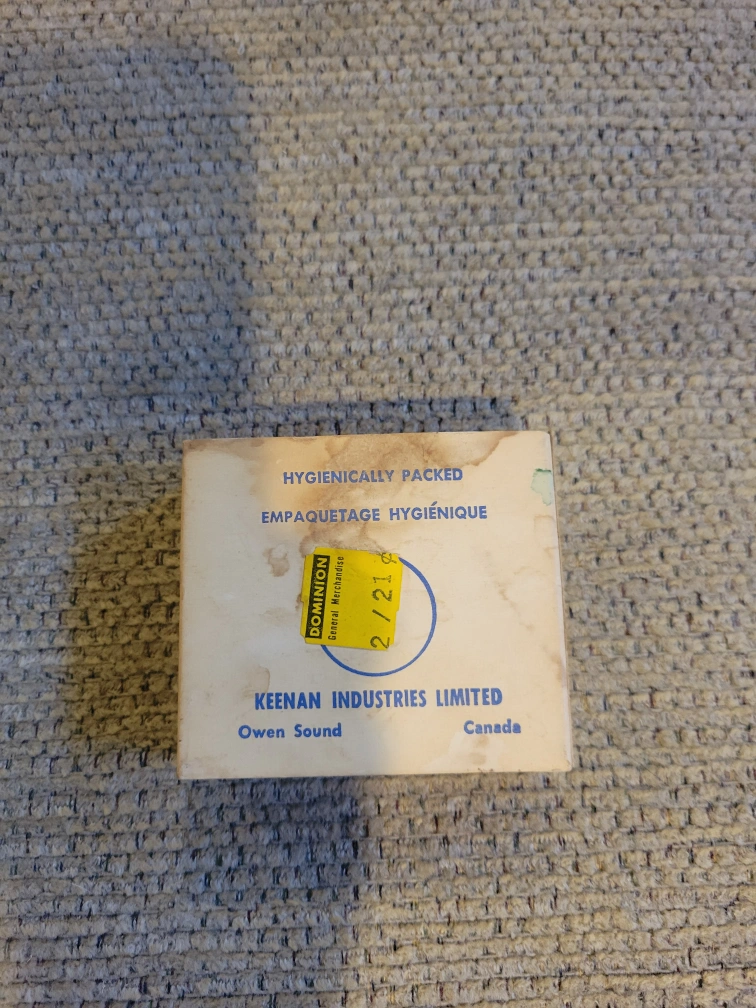 HYGIENICALLY PACKED
EMPAQUETAGE HYGIÉNIQUE
DOMINION
General Merchandise
2/21¢
KEENAN INDUSTRIES LIMITED
Owen Sound Canada